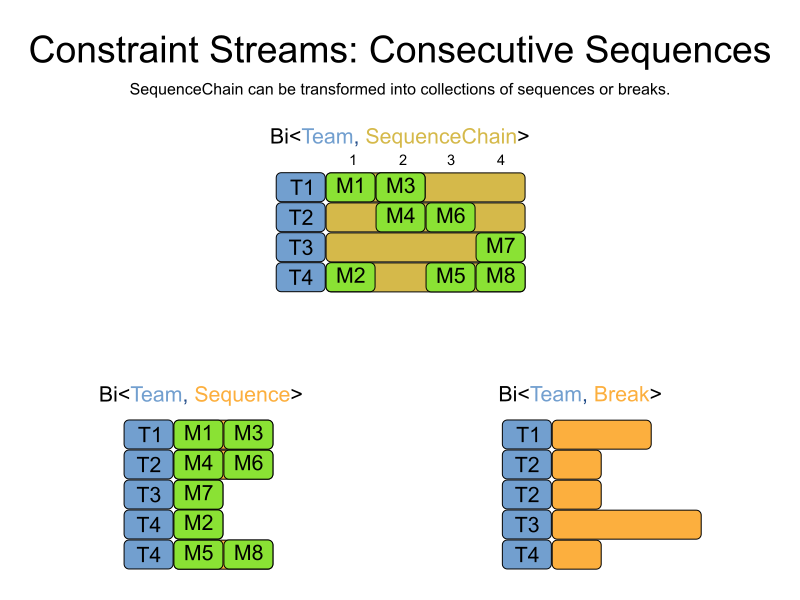 Constraint Streams: Consecutive Sequences
SequenceChain can be transformed into collections of sequences or breaks.
Bi<Team, SequenceChain>
1 2 3 4
T1 M1 M3
T2 M4 M6
T3 M7
T4 M2 M5 M8
Bi<Team, Sequence>
T1 M1 M3
T2 M4 M6
T3 M7
T4 M2
T4 M5 M8
Bi<Team, Break>
T1
T2
T2
T3
T4